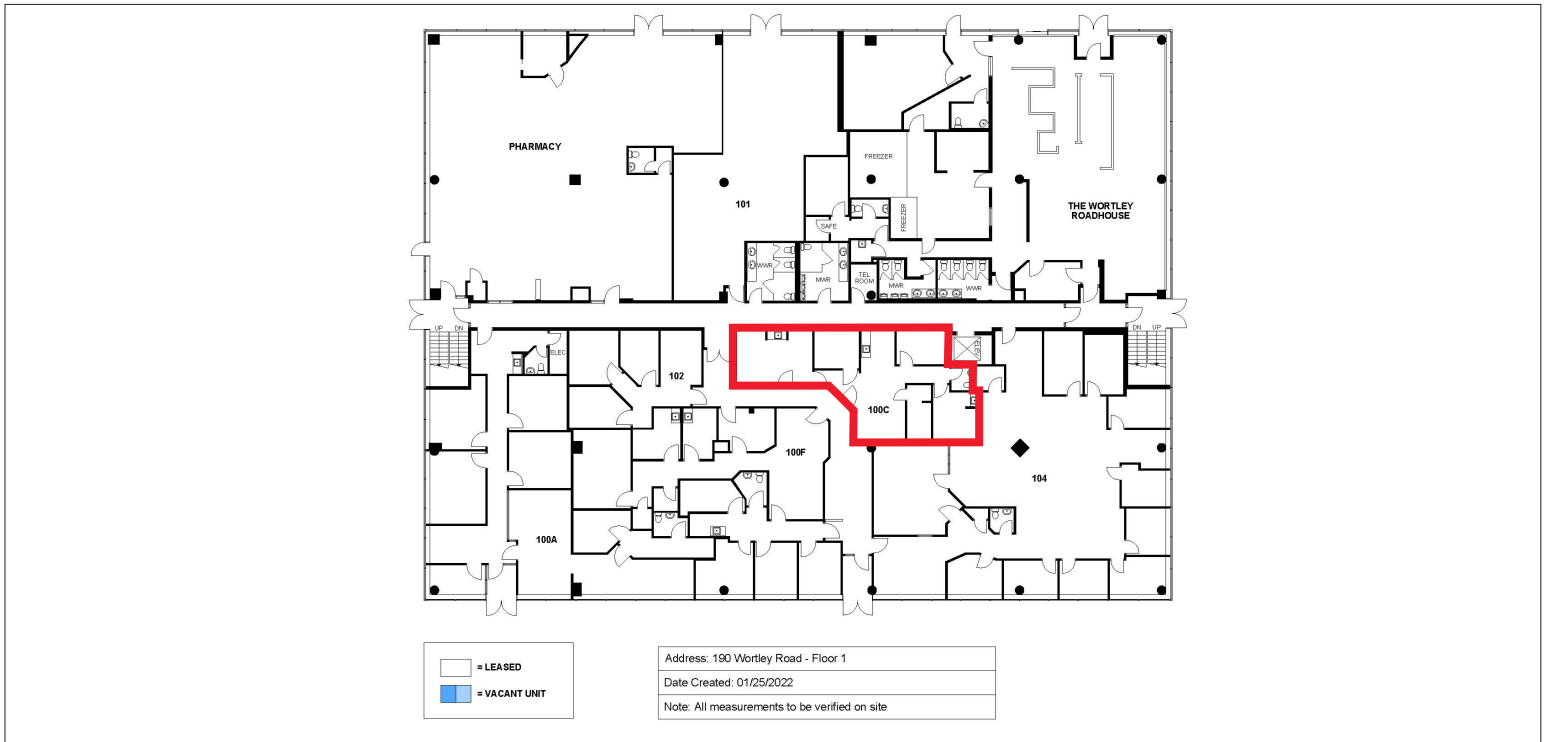 PHARMACY
101
FREEZER
FREEZER
THE WORTLEY
ROADHOUSE
SAFE
WWR
MWR
TEL
ROOM
MWR
WWR
UP DN
ELEC
102
ELEV
DN UP
100C
100F
104
100A
= LEASED
= VACANT UNIT
Address: 190 Wortley Road - Floor 1
Date Created: 01/25/2022
Note: All measurements to be verified on site